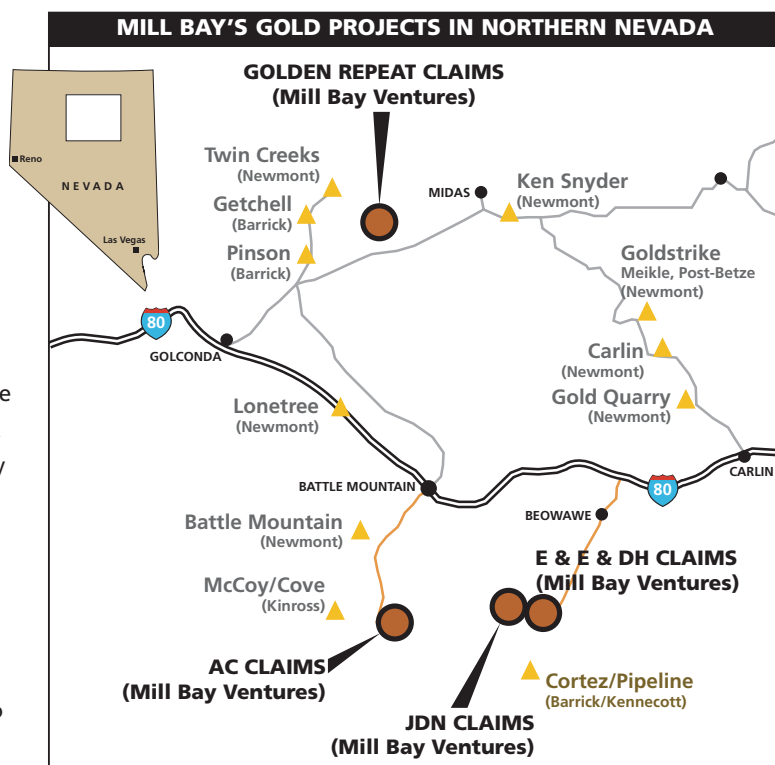 MILL BAY'S GOLD PROJECTS IN NORTHERN NEVADA
GOLDEN REPEAT CLAIMS
(Mill Bay Ventures)
Reno
NEVADA
Las Vegas
Twin Creeks
(Newmont)
Getchell
(Barrick)
Pinson
(Barrick)
MIDAS
Ken Snyder
(Newmont)
Goldstrike
Meikle, Post-Betze
(Newmont)
80
GOLCONDA
Carlin
(Newmont)
Gold Quarry
(Newmont)
Lonetree
(Newmont)
CARLIN
BATTLE MOUNTAIN
80
BEOWAWE
Battle Mountain
(Newmont)
E & E & DH CLAIMS
(Mill Bay Ventures)
McCoy/Cove
(Kinross)
AC CLAIMS
(Mill Bay Ventures)
Cortez/Pipeline
(Barrick/Kennecott)
JDN CLAIMS
(Mill Bay Ventures)